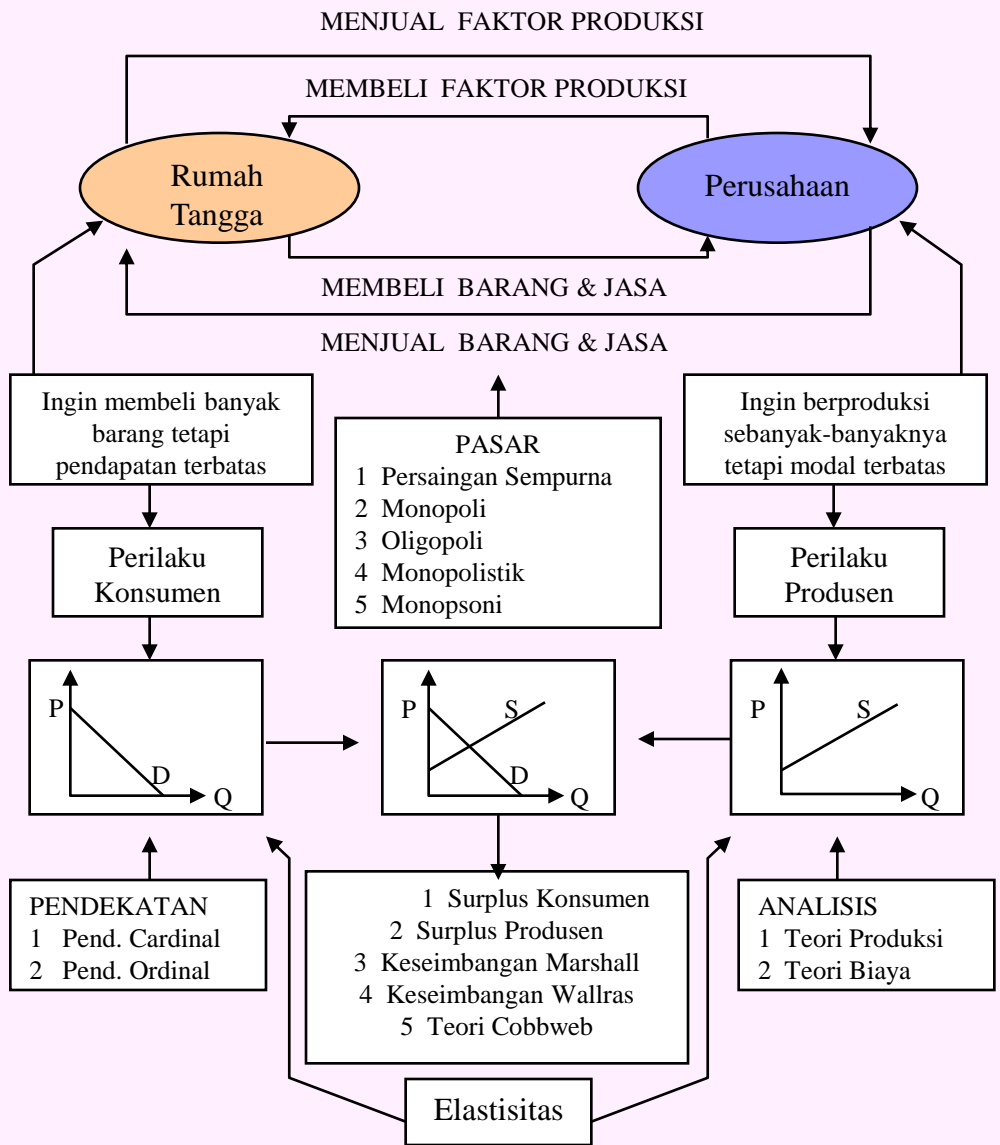 MENJUAL FAKTOR PRODUKSI
MEMBELI FAKTOR PRODUKSI
Rumah
Tangga
Perusahaan
MEMBELI BARANG & JASA
MENJUAL BARANG & JASA
Ingin membeli banyak
barang tetapi
pendapatan terbatas
PASAR
1 Persaingan Sempurna
2 Monopoli
3 Oligopoli
4 Monopolistik
5 Monopsoni
Ingin berproduksi
sebanyak-banyaknya
tetapi modal terbatas
Perilaku
Konsumen
Perilaku
Produsen
P
D
Q
P
S
D
Q
P
S
Q
PENDEKATAN
1 Pend. Cardinal
2 Pend. Ordinal
1 Surplus Konsumen
2 Surplus Produsen
3 Keseimbangan Marshall
4 Keseimbangan Wallras
5 Teori Cobbweb
ANALISIS
1 Teori Produksi
2 Teori Biaya
Elastisitas